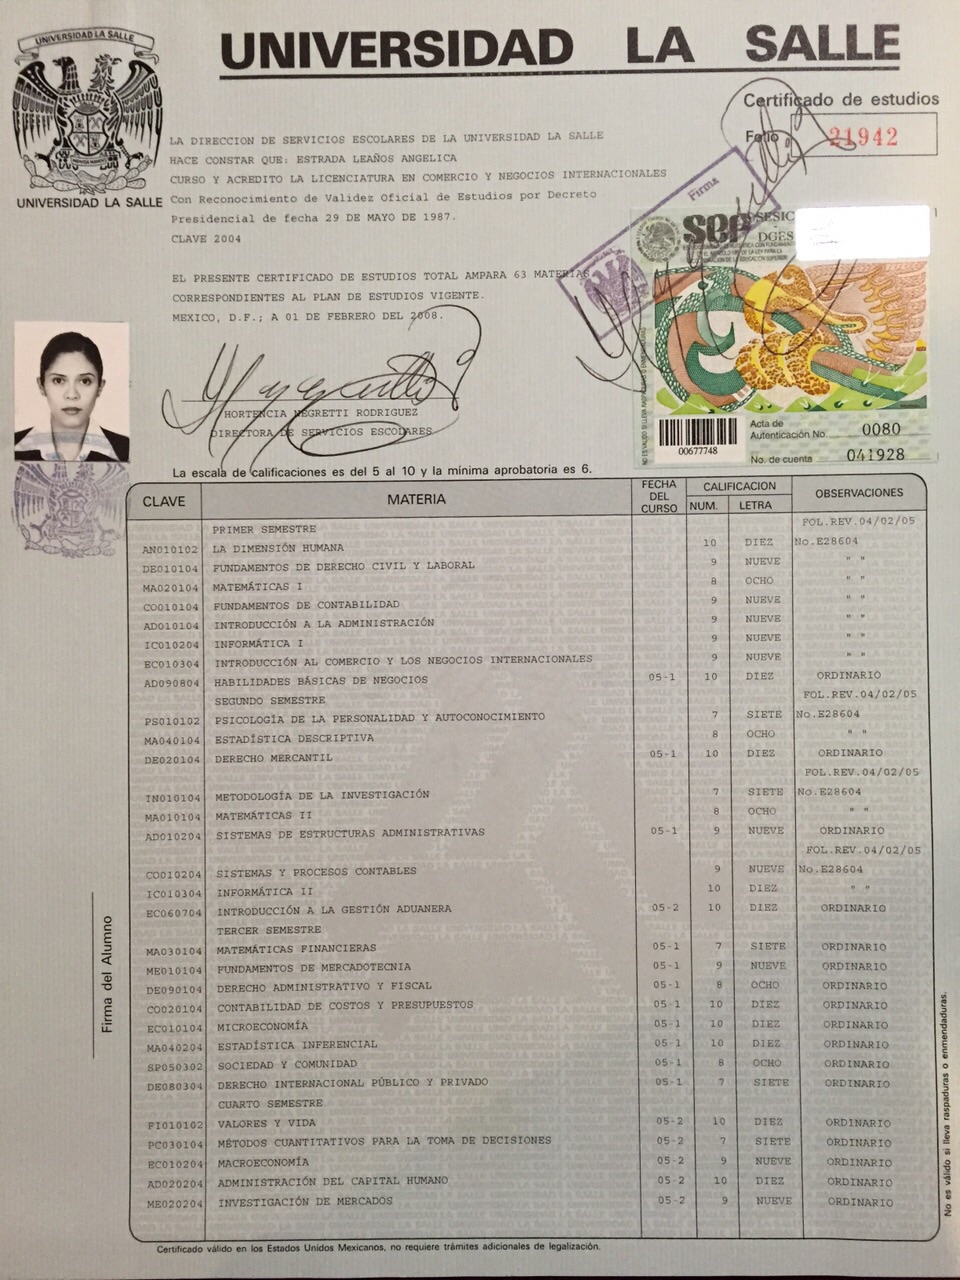 UNIVERSIDAD LA SALLE
UNIVERSIDAD LA SALLE
UNIVERSIDAD LA SALLE
Certificado de estudios
Folio 21942
LA DIRECCION DE SERVICIOS ESCOLARES DE LA UNIVERSIDAD LA SALLE
HACE CONSTAR QUE: ESTRADA LEAÑOS ANGELICA
CURSO Y ACREDITO LA LICENCIATURA EN COMERCIO Y NEGOCIOS INTERNACIONALES
Con Reconocimiento de Validez Oficial de Estudios por Decreto
Presidencial de fecha 29 DE MAYO DE 1987.
CLAVE 2004
EL PRESENTE CERTIFICADO DE ESTUDIOS TOTAL AMPARA 63 MATERIAS
CORRESPONDIENTES AL PLAN DE ESTUDIOS VIGENTE.
MEXICO, D.F.; A 01 DE FEBRERO DEL 2008.
Firma
sep
DGES
HORTENCIA NEGRETTI RODRIGUEZ
DIRECTORA DE SERVICIOS ESCOLARES
00677748
Acta de Autenticación No. 0080
No. de cuenta 041928
La escala de calificaciones es del 5 al 10 y la mínima aprobatoria es 6.
CLAVE MATERIA FECHA DEL CURSO CALIFICACION NUM. LETRA OBSERVACIONES
PRIMER SEMESTRE FOL.REV.04/02/05
AN010102 LA DIMENSIÓN HUMANA 10 DIEZ No.E28604
DE010104 FUNDAMENTOS DE DERECHO CIVIL Y LABORAL 9 NUEVE " "
MA020104 MATEMÁTICAS I 8 OCHO " "
CO010104 FUNDAMENTOS DE CONTABILIDAD 9 NUEVE " "
AD010104 INTRODUCCIÓN A LA ADMINISTRACIÓN 9 NUEVE " "
IC010204 INFORMÁTICA I 9 NUEVE " "
EC010304 INTRODUCCIÓN AL COMERCIO Y LOS NEGOCIOS INTERNACIONALES 9 NUEVE " "
AD090804 HABILIDADES BÁSICAS DE NEGOCIOS 05-1 10 DIEZ ORDINARIO
SEGUNDO SEMESTRE FOL.REV.04/02/05
PS010102 PSICOLOGÍA DE LA PERSONALIDAD Y AUTOCONOCIMIENTO 7 SIETE No.E28604
MA040104 ESTADÍSTICA DESCRIPTIVA 8 OCHO " "
DE020104 DERECHO MERCANTIL 05-1 10 DIEZ ORDINARIO
FOL.REV.04/02/05
IN010104 METODOLOGÍA DE LA INVESTIGACIÓN 7 SIETE No.E28604
MA010104 MATEMÁTICAS II 8 OCHO " "
AD010204 SISTEMAS DE ESTRUCTURAS ADMINISTRATIVAS 05-1 9 NUEVE ORDINARIO
FOL.REV.04/02/05
CO010204 SISTEMAS Y PROCESOS CONTABLES 9 NUEVE No.E28604
IC010304 INFORMÁTICA II 10 DIEZ " "
EC060704 INTRODUCCIÓN A LA GESTIÓN ADUANERA 05-2 10 DIEZ ORDINARIO
TERCER SEMESTRE
MA030104 MATEMÁTICAS FINANCIERAS 05-1 7 SIETE ORDINARIO
ME010104 FUNDAMENTOS DE MERCADOTECNIA 05-1 9 NUEVE ORDINARIO
DE090104 DERECHO ADMINISTRATIVO Y FISCAL 05-1 8 OCHO ORDINARIO
CO020104 CONTABILIDAD DE COSTOS Y PRESUPUESTOS 05-1 10 DIEZ ORDINARIO
EC010104 MICROECONOMÍA 05-1 10 DIEZ ORDINARIO
MA040204 ESTADÍSTICA INFERENCIAL 05-1 10 DIEZ ORDINARIO
SP050302 SOCIEDAD Y COMUNIDAD 05-1 8 OCHO ORDINARIO
DE080304 DERECHO INTERNACIONAL PÚBLICO Y PRIVADO 05-1 7 SIETE ORDINARIO
CUARTO SEMESTRE
FI010102 VALORES Y VIDA 05-2 10 DIEZ ORDINARIO
PC030104 MÉTODOS CUANTITATIVOS PARA LA TOMA DE DECISIONES 05-2 7 SIETE ORDINARIO
EC010204 MACROECONOMÍA 05-2 9 NUEVE ORDINARIO
AD020204 ADMINISTRACIÓN DEL CAPITAL HUMANO 05-2 10 DIEZ ORDINARIO
ME020204 INVESTIGACIÓN DE MERCADOS 05-2 9 NUEVE ORDINARIO
Firma del Alumno
No es válido si lleva raspaduras o enmendaduras.
Certificado válido en los Estados Unidos Mexicanos, no requiere trámites adicionales de legalización.